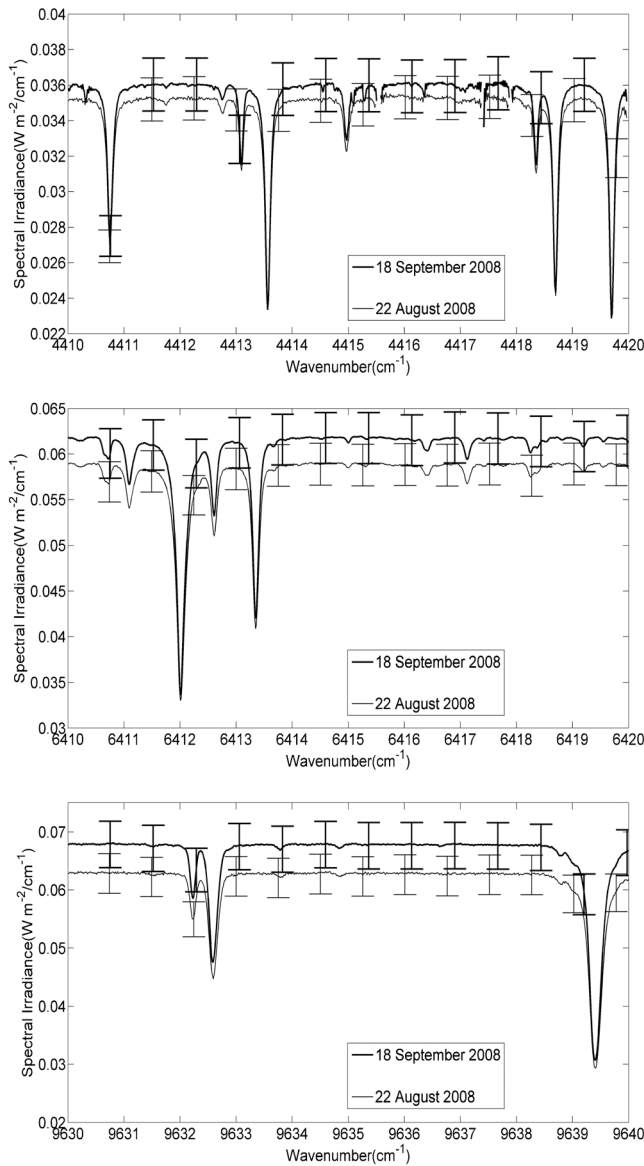 0.04
0.038
0.036
0.034
0.032
0.03
0.028
0.026
0.024
0.022
Spectral Irradiance(W m-2/cm-1)
18 September 2008
22 August 2008
4410 4411 4412 4413 4414 4415 4416 4417 4418 4419 4420
Wavenumber(cm-1)
0.065
0.06
0.055
0.05
0.045
0.04
0.035
0.03
Spectral Irradiance(W m-2/cm-1)
18 September 2008
22 August 2008
6410 6411 6412 6413 6414 6415 6416 6417 6418 6419 6420
Wavenumber(cm-1)
0.07
0.06
0.05
0.04
0.03
0.02
Spectral Irradiance(W m-2/cm-1)
18 September 2008
22 August 2008
9630 9631 9632 9633 9634 9635 9636 9637 9638 9639 9640
Wavenumber(cm-1)